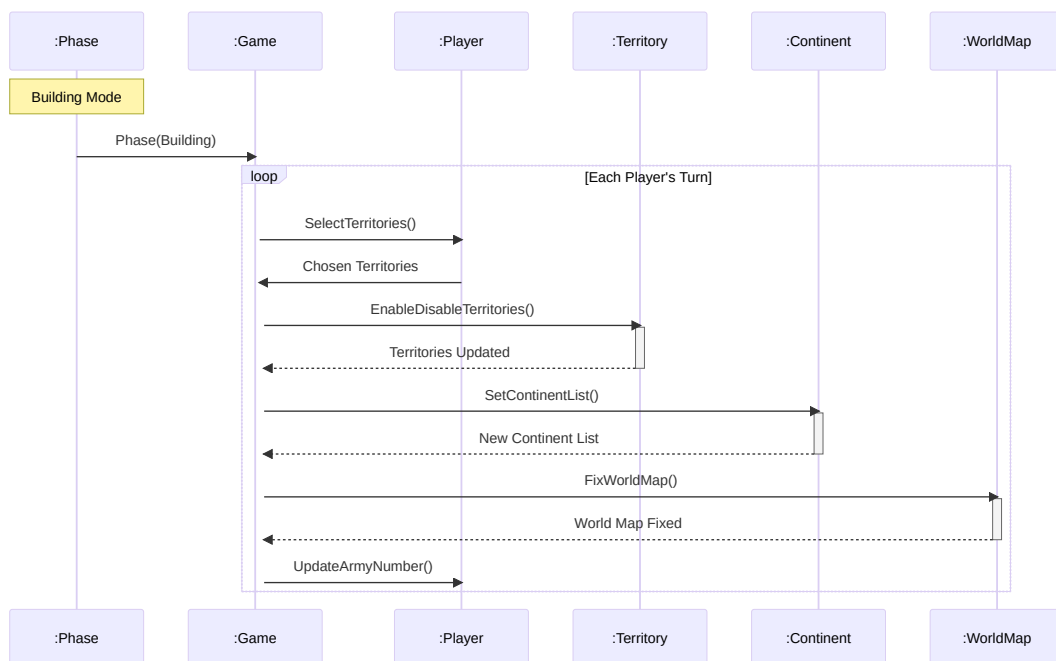 :Phase
:Game
:Player
:Territory
:Continent
:WorldMap
Building Mode
Phase(Building)
loop
[Each Player's Turn]
SelectTerritories()
Chosen Territories
EnableDisableTerritories()
Territories Updated
SetContinentList()
New Continent List
FixWorldMap()
World Map Fixed
UpdateArmyNumber()
:Phase
:Game
:Player
:Territory
:Continent
:WorldMap